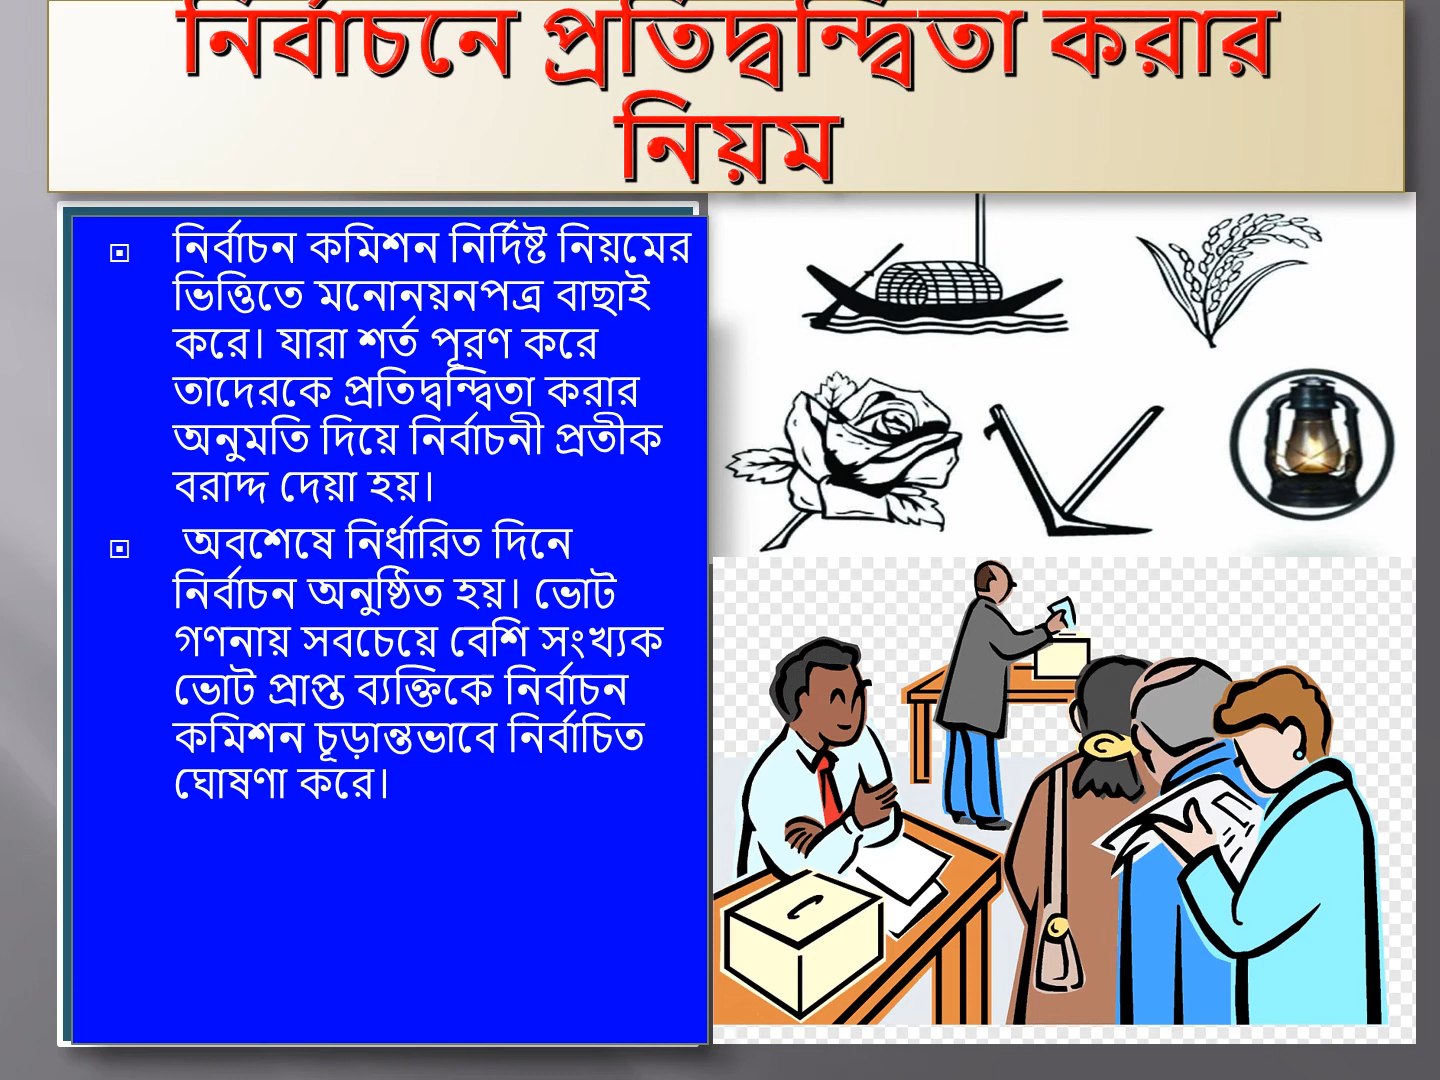 নির্বাচনে প্রতিদ্বন্দ্বিতা করার
নিয়ম
নির্বাচন কমিশন নির্দিষ্ট নিয়মের
ভিত্তিতে মনোনয়নপত্র বাছাই
করে। যারা শর্ত পূরণ করে
তাদেরকে প্রতিদ্বন্দ্বিতা করার
অনুমতি দিয়ে নির্বাচনী প্রতীক
বরাদ্দ দেয়া হয়।
অবশেষে নির্ধারিত দিনে
নির্বাচন অনুষ্ঠিত হয়। ভোট
গণনায় সবচেয়ে বেশি সংখ্যক
ভোট প্রাপ্ত ব্যক্তিকে নির্বাচন
কমিশন চূড়ান্তভাবে নির্বাচিত
ঘোষণা করে।